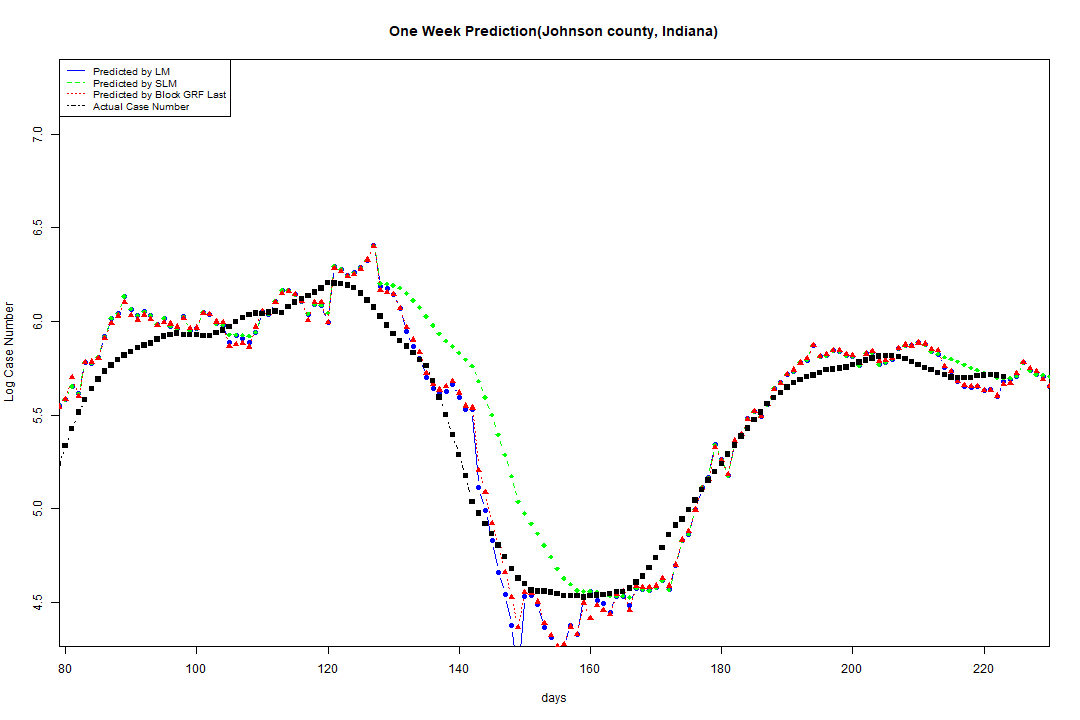 One Week Prediction(Johnson county, Indiana)
Predicted by LM
Predicted by SLM
Predicted by Block GRF Last
Actual Case Number
7.0
6.5
6.0
5.5
5.0
4.5
Log Case Number
80 100 120 140 160 180 200 220
days